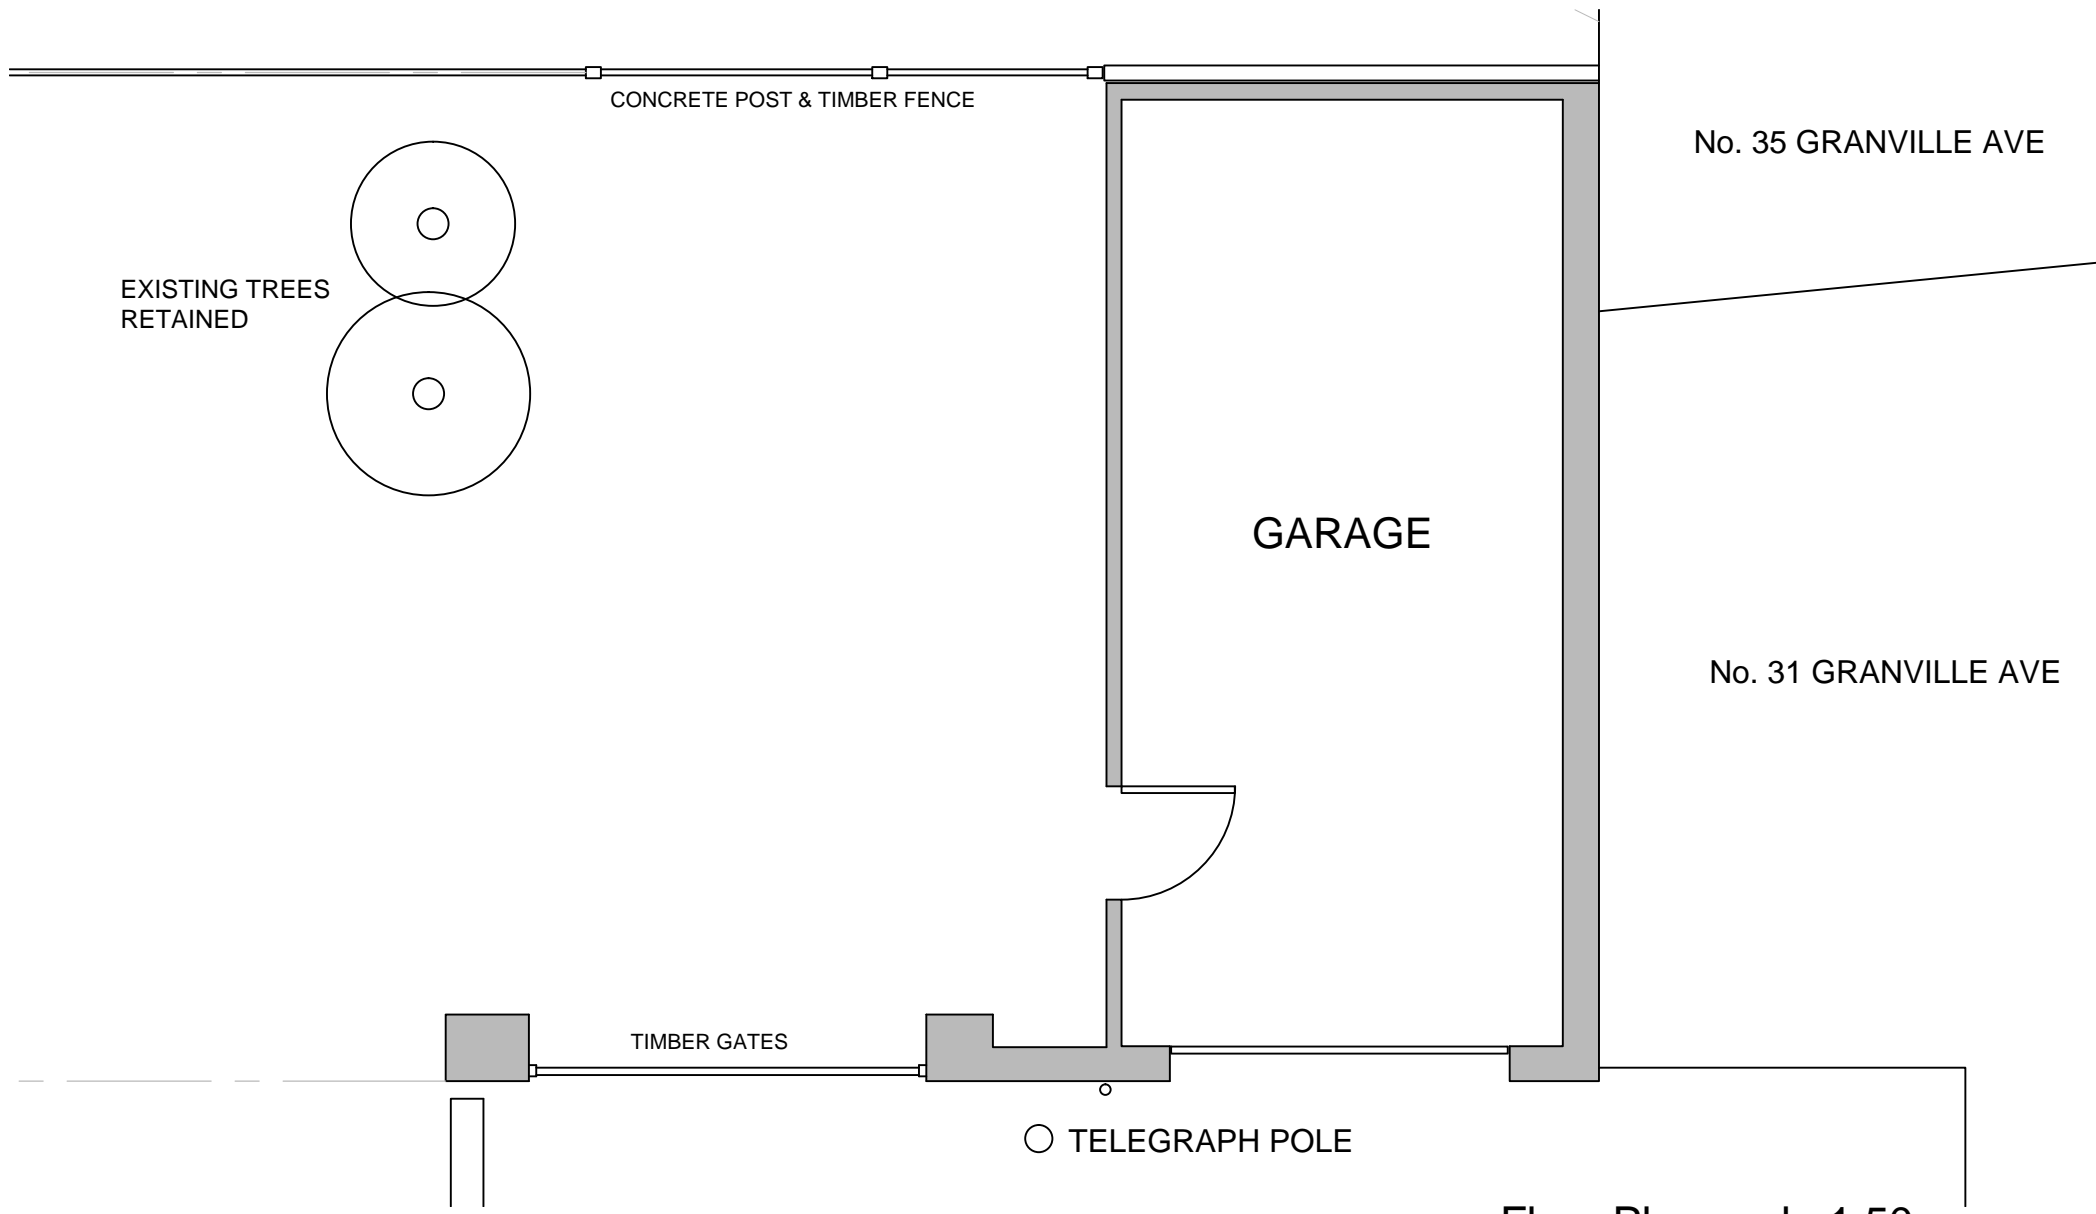 CONCRETE POST & TIMBER FENCE
No. 35 GRANVILLE AVE
EXISTING TREES
RETAINED
GARAGE
No. 31 GRANVILLE AVE
TIMBER GATES
TELEGRAPH POLE